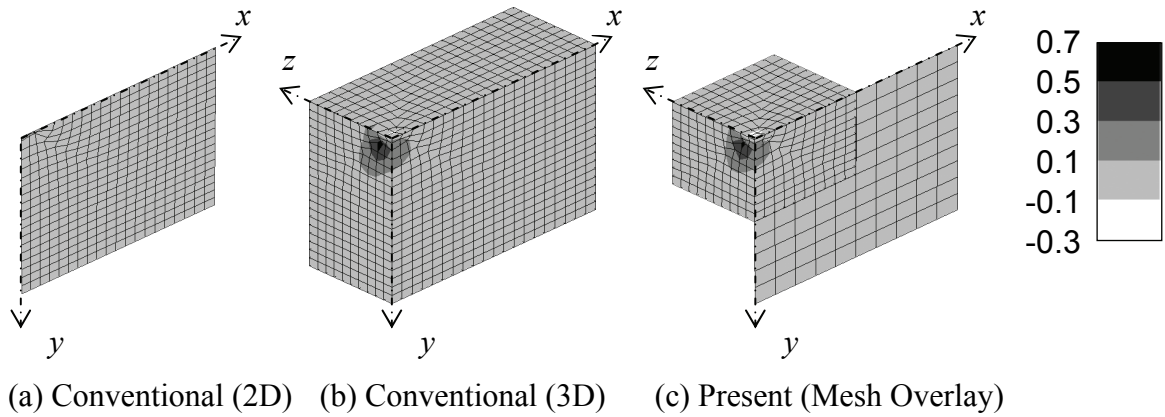 x
y
(a) Conventional (2D)
x
z
y
(b) Conventional (3D)
x
z
y
(c) Present (Mesh Overlay)
0.7
0.5
0.3
0.1
-0.1
-0.3